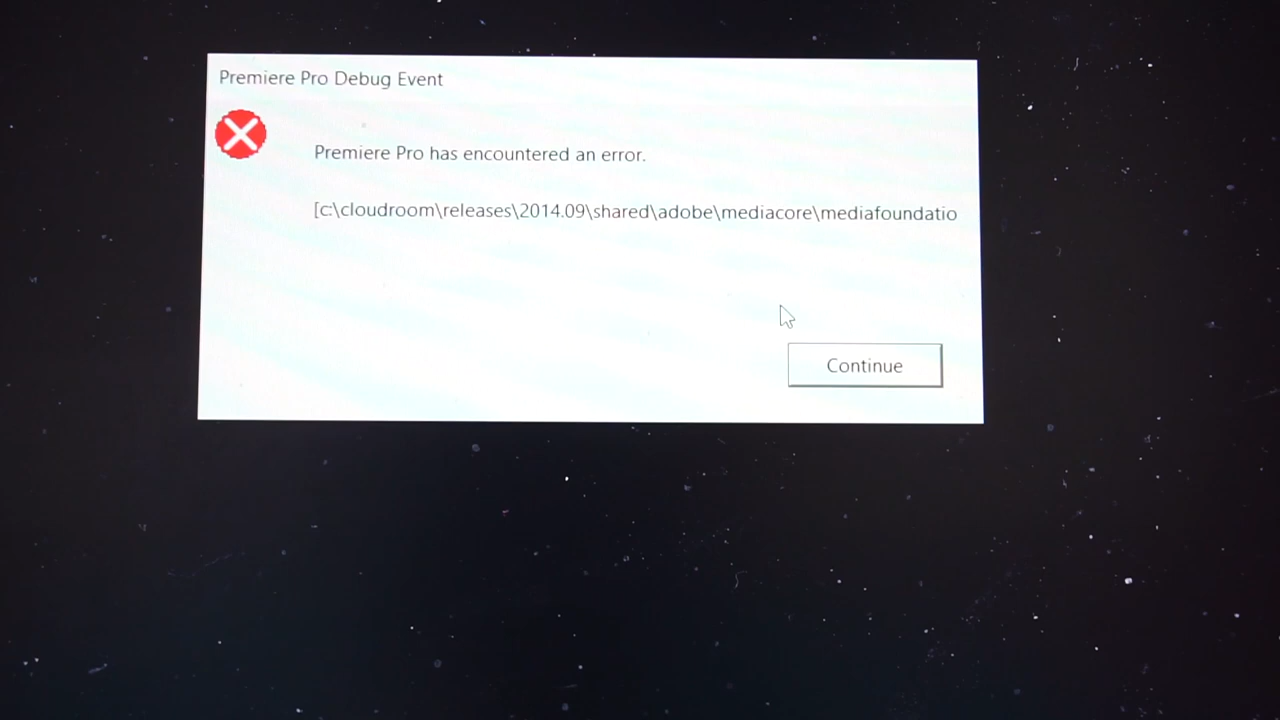 Premiere Pro Debug Event
Premiere Pro has encountered an error.
[c:\cloudroom\releases\2014.09\shared\adobe\mediacore\mediafoundatio
Continue